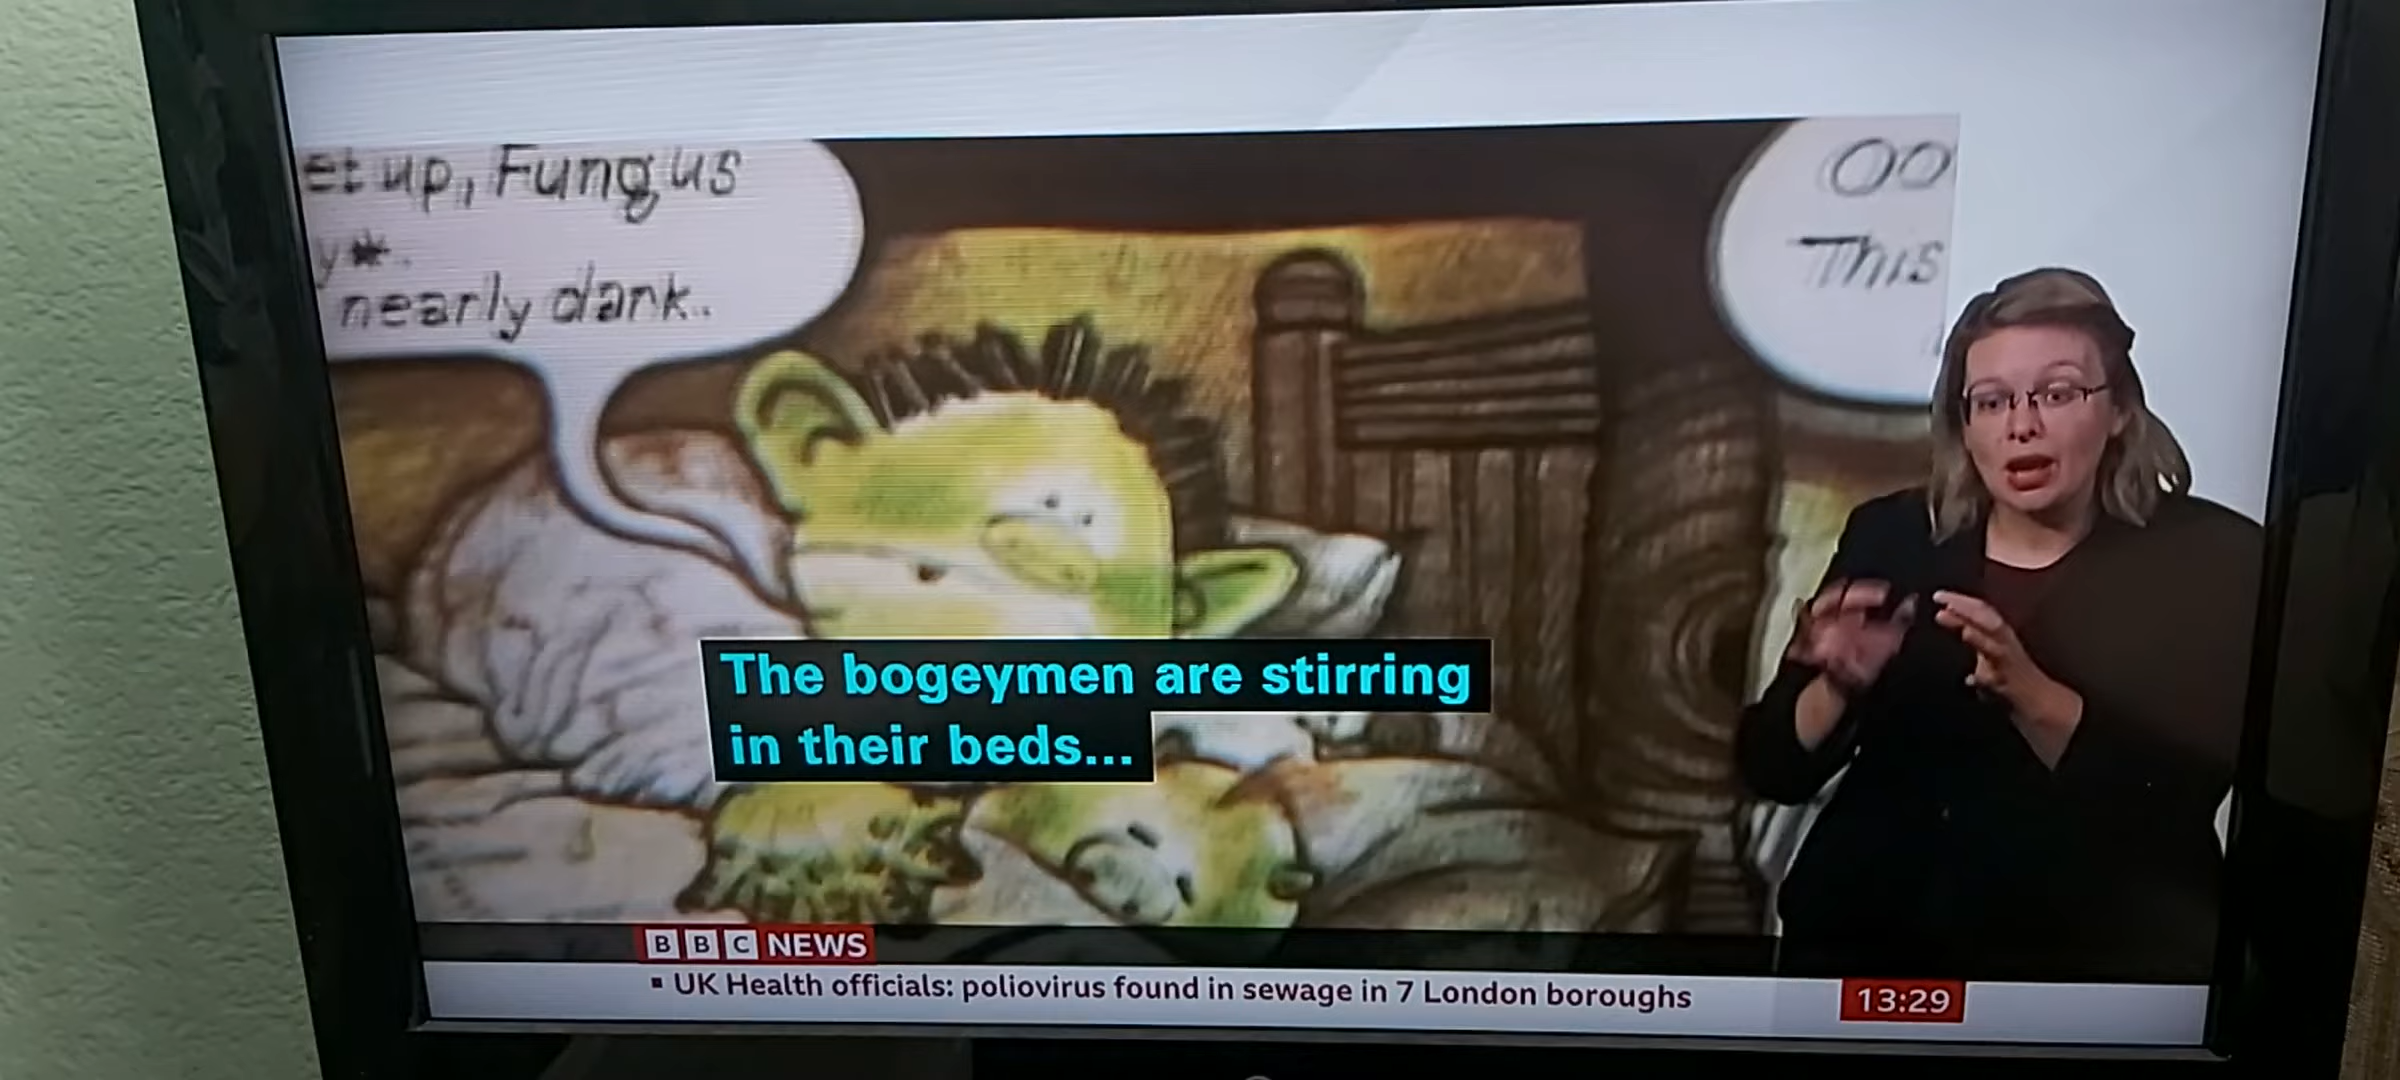 et up, Fungus
y*.
nearly dark..
OO
This
The bogeymen are stirring
in their beds...
BBC NEWS
▪ UK Health officials: poliovirus found in sewage in 7 London boroughs
13:29